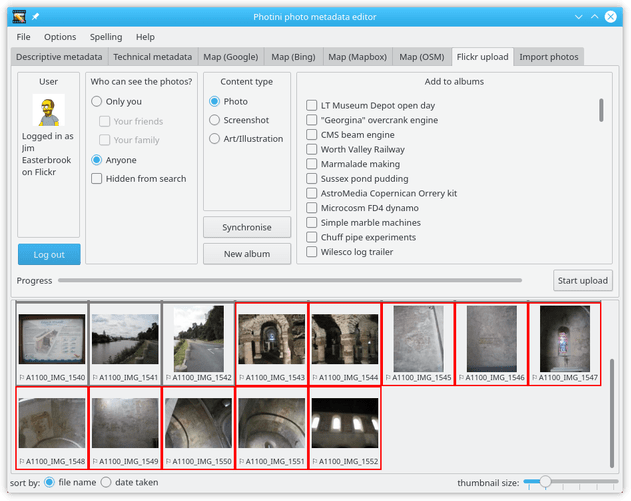 Photini photo metadata editor
File Options Spelling Help
Descriptive metadata Technical metadata Map (Google) Map (Bing) Map (Mapbox) Map (OSM) Flickr upload Import photos
User
Logged in as
Jim
Easterbrook
on Flickr
Log out
Who can see the photos?
Only you
Your friends
Your family
Anyone
Hidden from search
Content type
Photo
Screenshot
Art/Illustration
Synchronise
New album
Add to albums
LT Museum Depot open day
"Georgina" overcrank engine
CMS beam engine
Worth Valley Railway
Marmalade making
Sussex pond pudding
AstroMedia Copernican Orrery kit
Microcosm FD4 dynamo
Simple marble machines
Chuff pipe experiments
Wilesco log trailer
Progress
Start upload
A1100_IMG_1540 A1100_IMG_1541 A1100_IMG_1542 A1100_IMG_1543 A1100_IMG_1544 A1100_IMG_1545 A1100_IMG_1546 A1100_IMG_1547
A1100_IMG_1548 A1100_IMG_1549 A1100_IMG_1550 A1100_IMG_1551 A1100_IMG_1552
sort by: file name date taken thumbnail size: